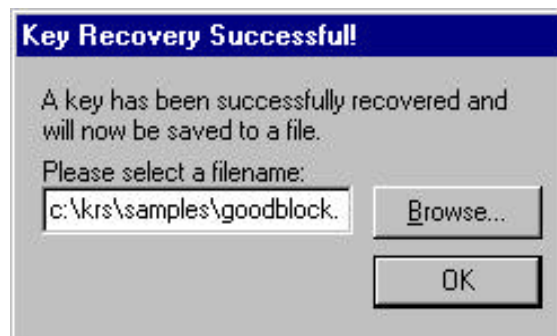 Key Recovery Successful!
A key has been successfully recovered and
will now be saved to a file.
Please select a filename:
c:\krs\samples\goodblock.
Browse...
OK